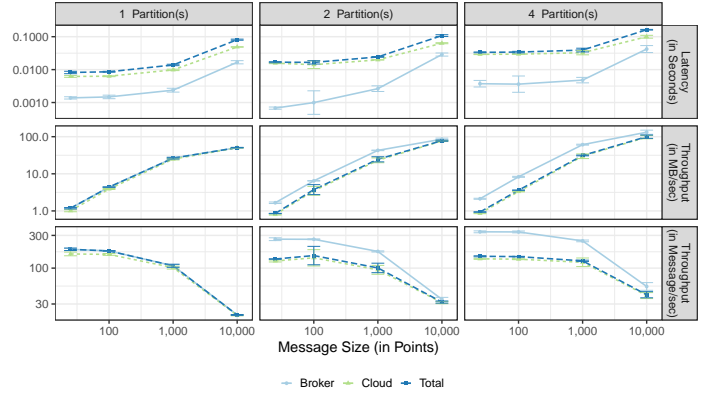 1 Partition(s)
2 Partition(s)
4 Partition(s)
0.1000
0.0100
0.0010
Latency
(in Seconds)
100.0
10.0
1.0
Throughput
(in MB/sec)
300
100
30
Throughput
(in Message/sec)
100
1,000
10,000
100
1,000
10,000
100
1,000
10,000
Message Size (in Points)
Broker
Cloud
Total